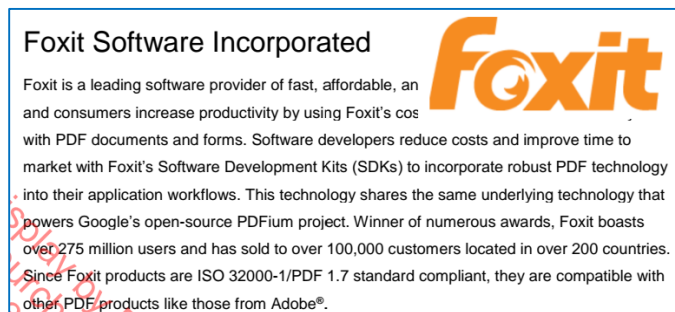 Foxit Software Incorporated
Foxit
Foxit is a leading software provider of fast, affordable, an
and consumers increase productivity by using Foxit's cos
with PDF documents and forms. Software developers reduce costs and improve time to
market with Foxit's Software Development Kits (SDKs) to incorporate robust PDF technology
into their application workflows. This technology shares the same underlying technology that
powers Google's open-source PDFium project. Winner of numerous awards, Foxit boasts
over 275 million users and has sold to over 100,000 customers located in over 200 countries.
Since Foxit products are ISO 32000-1/PDF 1.7 standard compliant, they are compatible with
other PDF products like those from Adobe®.